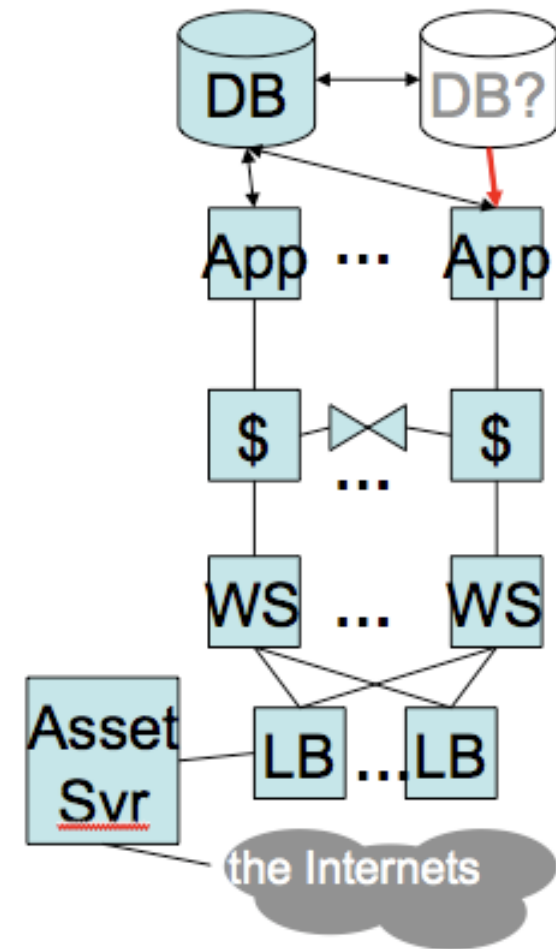 DB DB?
App ... App
$ $
...
WS ... WS
Asset
Svr
LB ... LB
the Internets